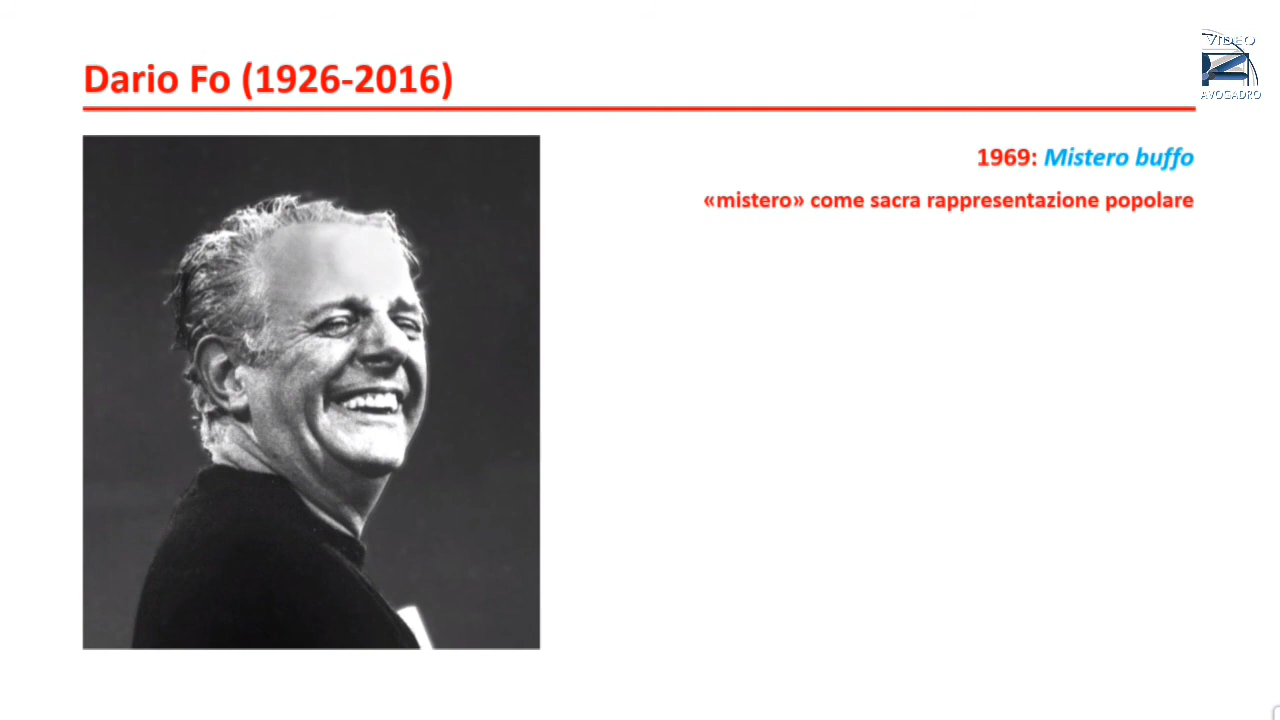 Dario Fo (1926-2016)
VIDEO
AVOGADRO
1969: Mistero buffo
«mistero» come sacra rappresentazione popolare